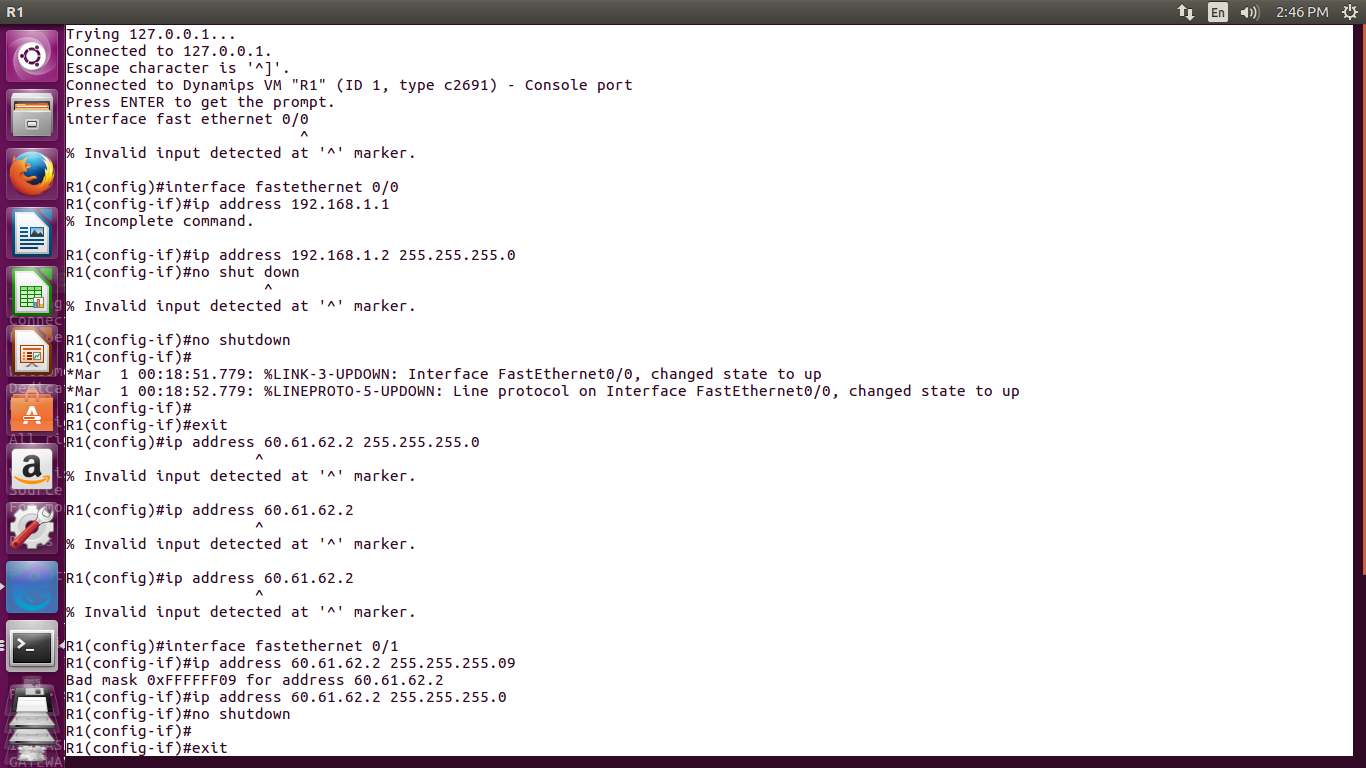 R1
En
2:46 PM
Trying 127.0.0.1...
Connected to 127.0.0.1.
Escape character is '^]'.
Connected to Dynamips VM "R1" (ID 1, type c2691) - Console port
Press ENTER to get the prompt.
interface fast ethernet 0/0
^
% Invalid input detected at '^' marker.
R1(config)#interface fastethernet 0/0
R1(config-if)#ip address 192.168.1.1
% Incomplete command.
R1(config-if)#ip address 192.168.1.2 255.255.255.0
R1(config-if)#no shut down
^
% Invalid input detected at '^' marker.
R1(config-if)#no shutdown
R1(config-if)#
*Mar  1 00:18:51.779: %LINK-3-UPDOWN: Interface FastEthernet0/0, changed state to up
*Mar  1 00:18:52.779: %LINEPROTO-5-UPDOWN: Line protocol on Interface FastEthernet0/0, changed state to up
R1(config-if)#
R1(config-if)#exit
R1(config)#ip address 60.61.62.2 255.255.255.0
^
% Invalid input detected at '^' marker.
R1(config)#ip address 60.61.62.2
^
% Invalid input detected at '^' marker.
R1(config)#ip address 60.61.62.2
^
% Invalid input detected at '^' marker.
R1(config)#interface fastethernet 0/1
R1(config-if)#ip address 60.61.62.2 255.255.255.09
Bad mask 0xFFFFFF09 for address 60.61.62.2
R1(config-if)#ip address 60.61.62.2 255.255.255.0
R1(config-if)#no shutdown
R1(config-if)#
R1(config-if)#exit